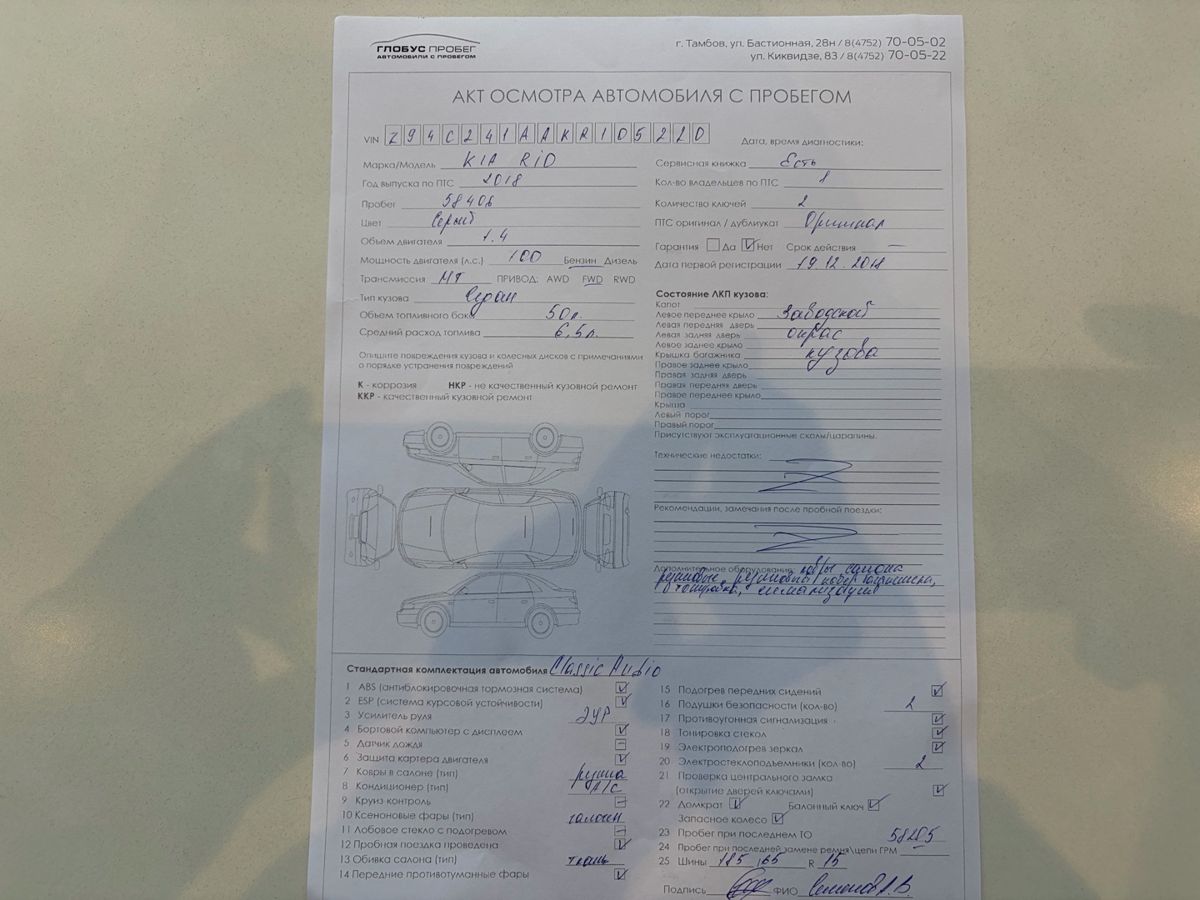 ГЛОБУС ПРОБЕГ
АВТОМОБИЛИ С ПРОБЕГОМ
г. Тамбов, ул. Бастионная, 28н / 8(4752) 70-05-02
ул. Киквидзе, 83 / 8(4752) 70-05-22
АКТ ОСМОТРА АВТОМОБИЛЯ С ПРОБЕГОМ
VIN Z94C241AAKR105220
Марка/Модель KIA RiO
Год выпуска по ПТС 2018
Пробег 58406
Цвет Серый
Объем двигателя 1.4
Мощность двигателя (л.с.) 100 Бензин Дизель
Трансмиссия МТ ПРИВОД: AWD FWD RWD
Тип кузова Седан
Объем топливного бака 50л.
Средний расход топлива 6,5л.
Опишите повреждения кузова и колесных дисков с примечаниями
о порядке устранения повреждений
К - коррозия НКР - не качественный кузовной ремонт
ККР - качественный кузовной ремонт
Дата, время диагностики:
Сервисная книжка Есть
Кол-во владельцев по ПТС 1
Количество ключей 2
ПТС оригинал / дубликат Оригинал
Гарантия Да Нет Срок действия —
Дата первой регистрации 19.12.2018
Состояние ЛКП кузова:
Капот
Левое переднее крыло Заводской
Левая передняя дверь
Левая задняя дверь окрас
Левое заднее крыло
Крышка багажника кузова
Правое заднее крыло
Правая задняя дверь
Правая передняя дверь
Правое переднее крыло
Крыша
Левый порог
Правый порог
Присутствуют эксплуатационные сколы/царапины.
Технические недостатки:
Рекомендации, замечания после пробной поездки:
Дополнительное оборудование: ковры салона
резиновые, резиновый ковер багажника,
тонировка, сигнализация
Стандартная комплектация автомобиля Classic Audio
1 ABS (антиблокировочная тормозная система)
2 ESP (система курсовой устойчивости)
3 Усилитель руля ЭУР
4 Бортовой компьютер с дисплеем
5 Датчик дождя
6 Защита картера двигателя
7 Ковры в салоне (тип) резина
8 Кондиционер (тип) A/C
9 Круиз-контроль
10 Ксеноновые фары (тип) галоген
11 Лобовое стекло с подогревом
12 Пробная поездка проведена
13 Обивка салона (тип) ткань
14 Передние противотуманные фары
15 Подогрев передних сидений
16 Подушки безопасности (кол-во) 2
17 Противоугонная сигнализация
18 Тонировка стекол
19 Электроподогрев зеркал
20 Электростеклоподъемники (кол-во) 2
21 Проверка центрального замка
(открытие дверей ключами)
22 Домкрат Балонный ключ
Запасное колесо
23 Пробег при последнем ТО 58205
24 Пробег при последней замене ремня\цепи ГРМ
25 Шины 185 65 R 15
Подпись ФИО Семенов А.В.